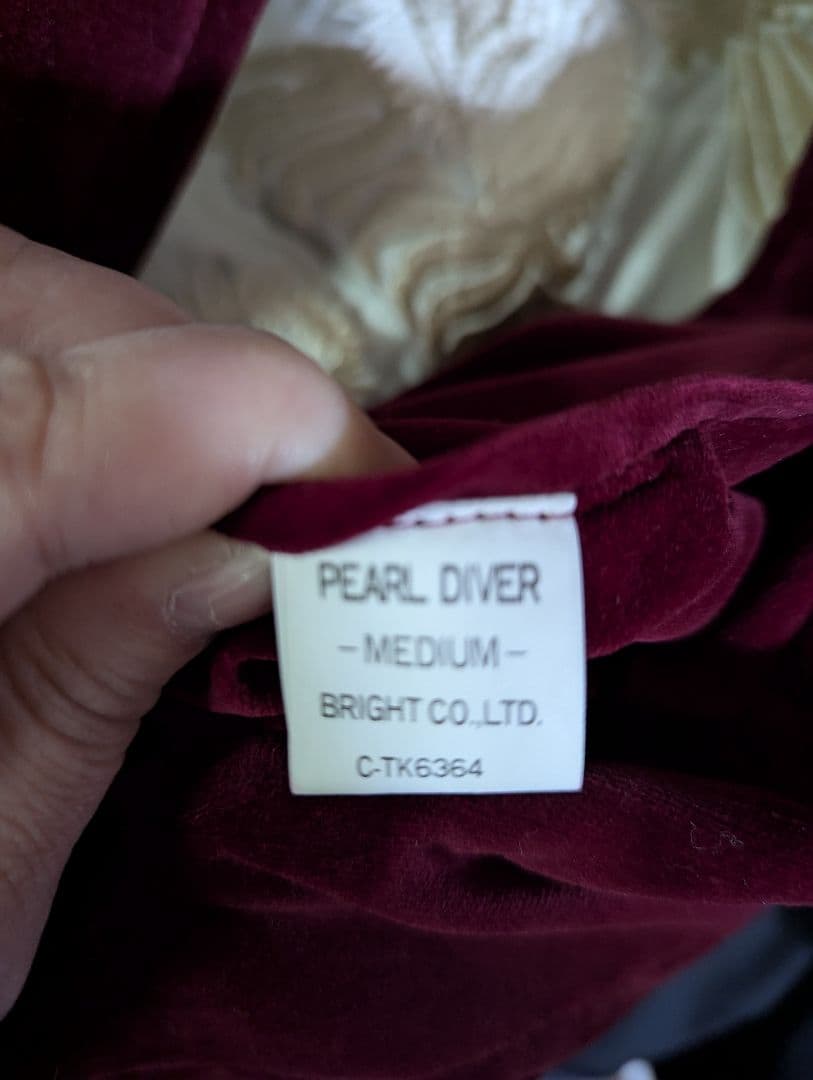 PEARL DIVER
-MEDIUM-
BRIGHT CO.,LTD.
C-TK6364